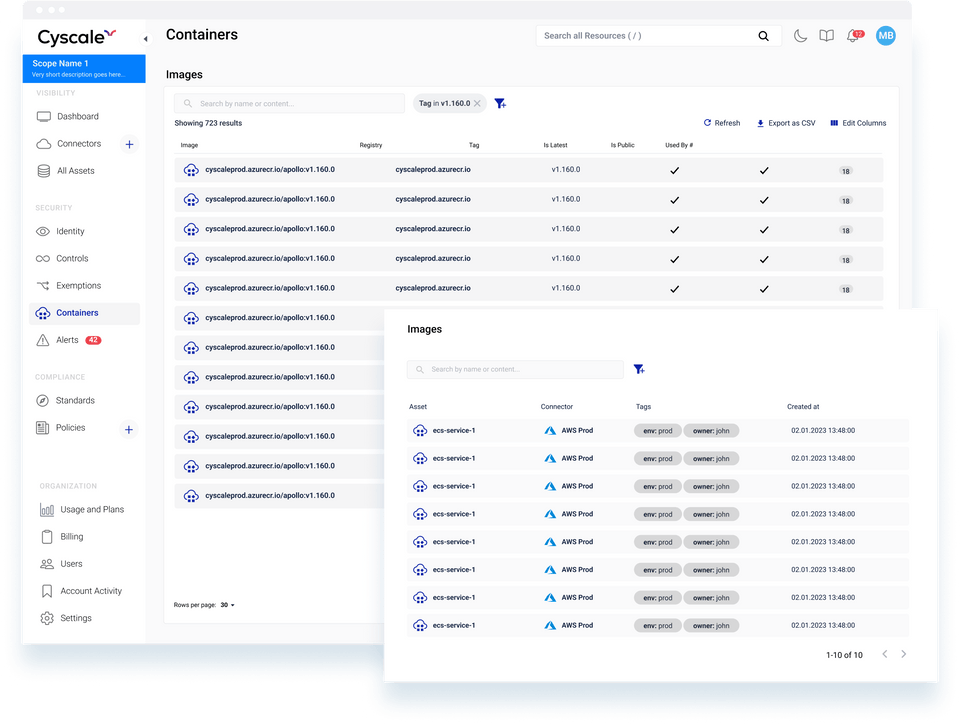 Cyscale
Containers
Search all Resources ( / )
12
MB
Scope Name 1
Very short description goes here...
VISIBILITY
Dashboard
Connectors
All Assets
SECURITY
Identity
Controls
Exemptions
Containers
Alerts 42
COMPLIANCE
Standards
Policies
ORGANIZATION
Usage and Plans
Billing
Users
Account Activity
Settings
Images
Search by name or content...
Tag in v1.160.0
Showing 723 results
Refresh
Export as CSV
Edit Columns
Image Registry Tag Is Latest Is Public Used By #
cyscaleprod.azurecr.io/apollo:v1.160.0 cyscaleprod.azurecr.io v1.160.0 18
cyscaleprod.azurecr.io/apollo:v1.160.0 cyscaleprod.azurecr.io v1.160.0 18
cyscaleprod.azurecr.io/apollo:v1.160.0 cyscaleprod.azurecr.io v1.160.0 18
cyscaleprod.azurecr.io/apollo:v1.160.0 cyscaleprod.azurecr.io v1.160.0 18
cyscaleprod.azurecr.io/apollo:v1.160.0 cyscaleprod.azurecr.io v1.160.0 18
cyscaleprod.azurecr.io/apollo:v1.160.0
cyscaleprod.azurecr.io/apollo:v1.160.0
cyscaleprod.azurecr.io/apollo:v1.160.0
cyscaleprod.azurecr.io/apollo:v1.160.0
cyscaleprod.azurecr.io/apollo:v1.160.0
cyscaleprod.azurecr.io/apollo:v1.160.0
cyscaleprod.azurecr.io/apollo:v1.160.0
Rows per page: 30
Images
Search by name or content...
Asset Connector Tags Created at
ecs-service-1 AWS Prod env: prod owner: john 02.01.2023 13:48:00
ecs-service-1 AWS Prod env: prod owner: john 02.01.2023 13:48:00
ecs-service-1 AWS Prod env: prod owner: john 02.01.2023 13:48:00
ecs-service-1 AWS Prod env: prod owner: john 02.01.2023 13:48:00
ecs-service-1 AWS Prod env: prod owner: john 02.01.2023 13:48:00
ecs-service-1 AWS Prod env: prod owner: john 02.01.2023 13:48:00
ecs-service-1 AWS Prod env: prod owner: john 02.01.2023 13:48:00
ecs-service-1 AWS Prod env: prod owner: john 02.01.2023 13:48:00
1-10 of 10